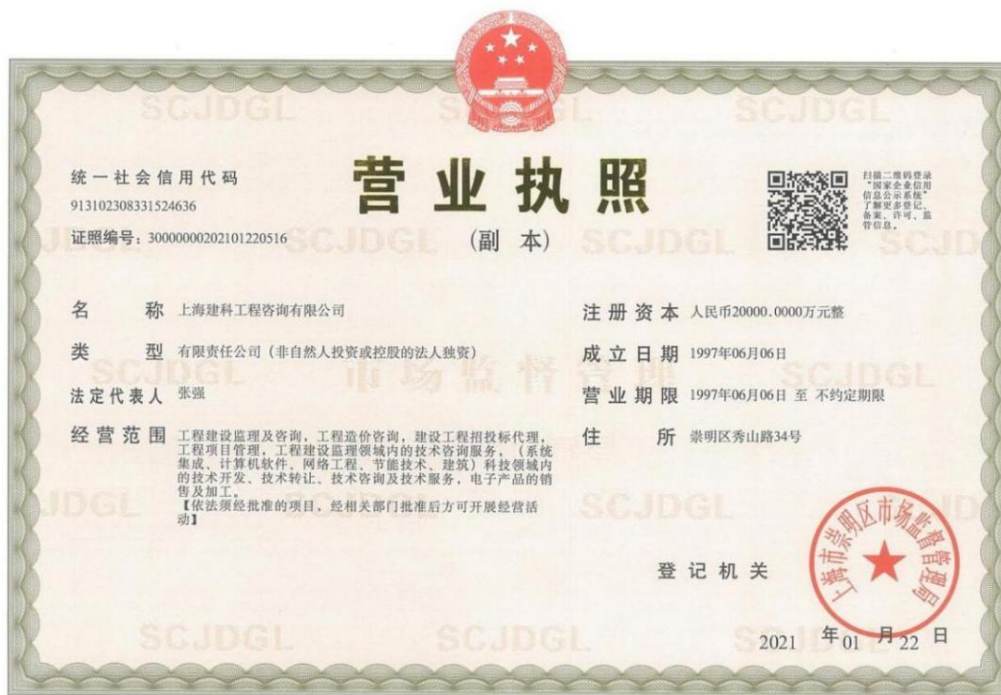 统一社会信用代码
913102308331524636
证照编号：30000000202101220516
营业执照
(副 本)
扫描二维码登录
“国家企业信用
信息公示系统”
了解更多登记、
备案、许可、监
管信息。
名 称 上海建科工程咨询有限公司
类 型 有限责任公司（非自然人投资或控股的法人独资）
法定代表人 张强
经营范围 工程建设监理及咨询，工程造价咨询，建设工程招投标代理，
工程项目管理，工程建设监理领域内的技术咨询服务，（系统
集成、计算机软件、网络工程、节能技术、建筑）科技领域内
的技术开发、技术转让、技术咨询及技术服务，电子产品的销
售及加工。
【依法须经批准的项目，经相关部门批准后方可开展经营活
动】
注册资本 人民币20000.0000万元整
成立日期 1997年06月06日
营业期限 1997年06月06日 至 不约定期限
住 所 崇明区秀山路34号
登记机关
上海市崇明区市场监督管理局
2021 年 01 月 22 日
SCJDGL
市场监督管理